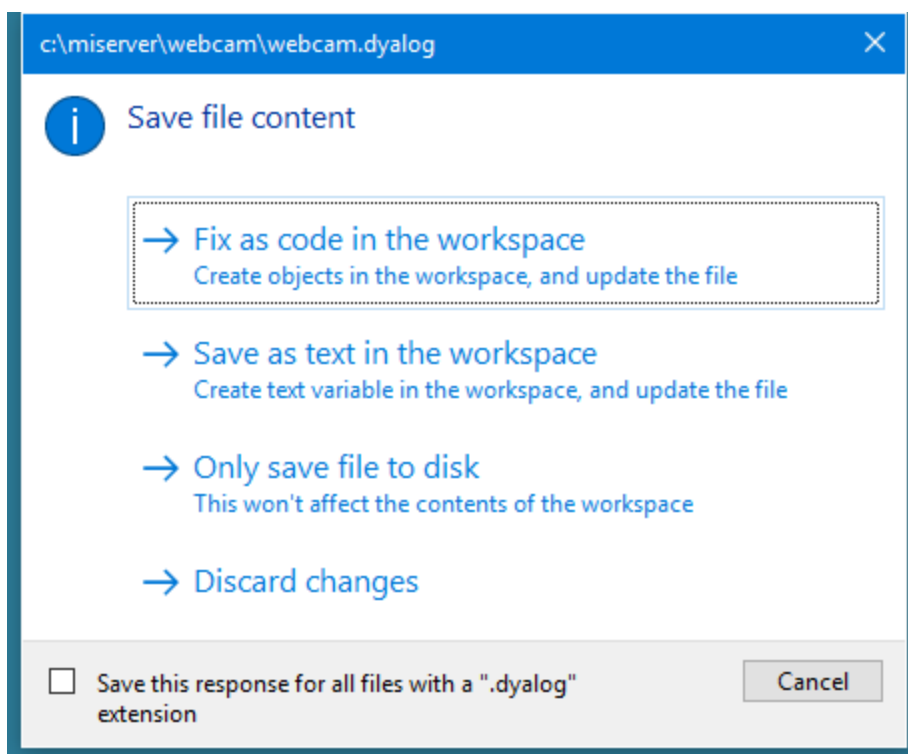 c:\miserver\webcam\webcam.dyalog
Save file content
Fix as code in the workspace
Create objects in the workspace, and update the file
Save as text in the workspace
Create text variable in the workspace, and update the file
Only save file to disk
This won't affect the contents of the workspace
Discard changes
Save this response for all files with a ".dyalog"
extension
Cancel